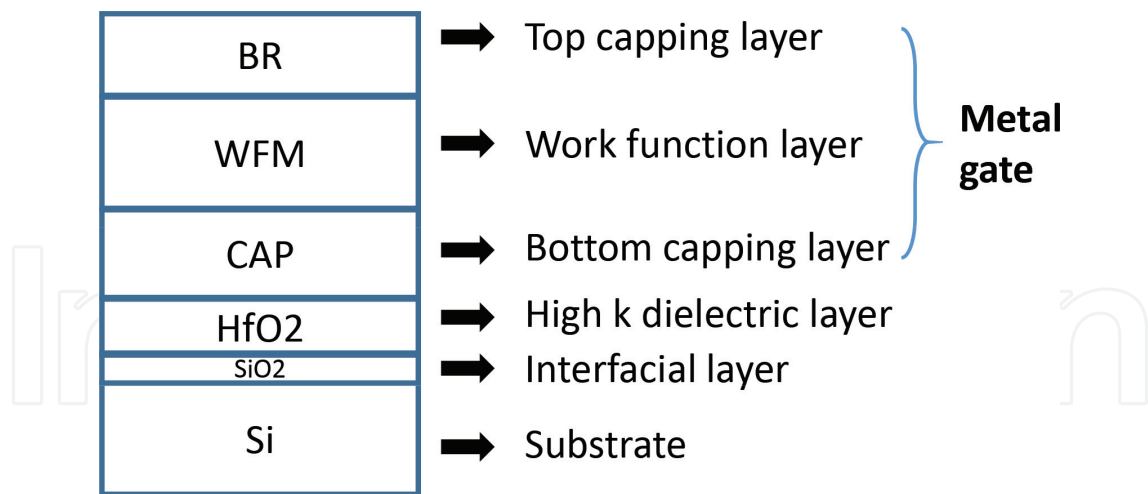 BR
Top capping layer
WFM
Work function layer
Metal
gate
CAP
Bottom capping layer
HfO2
High k dielectric layer
SiO2
Interfacial layer
Si
Substrate